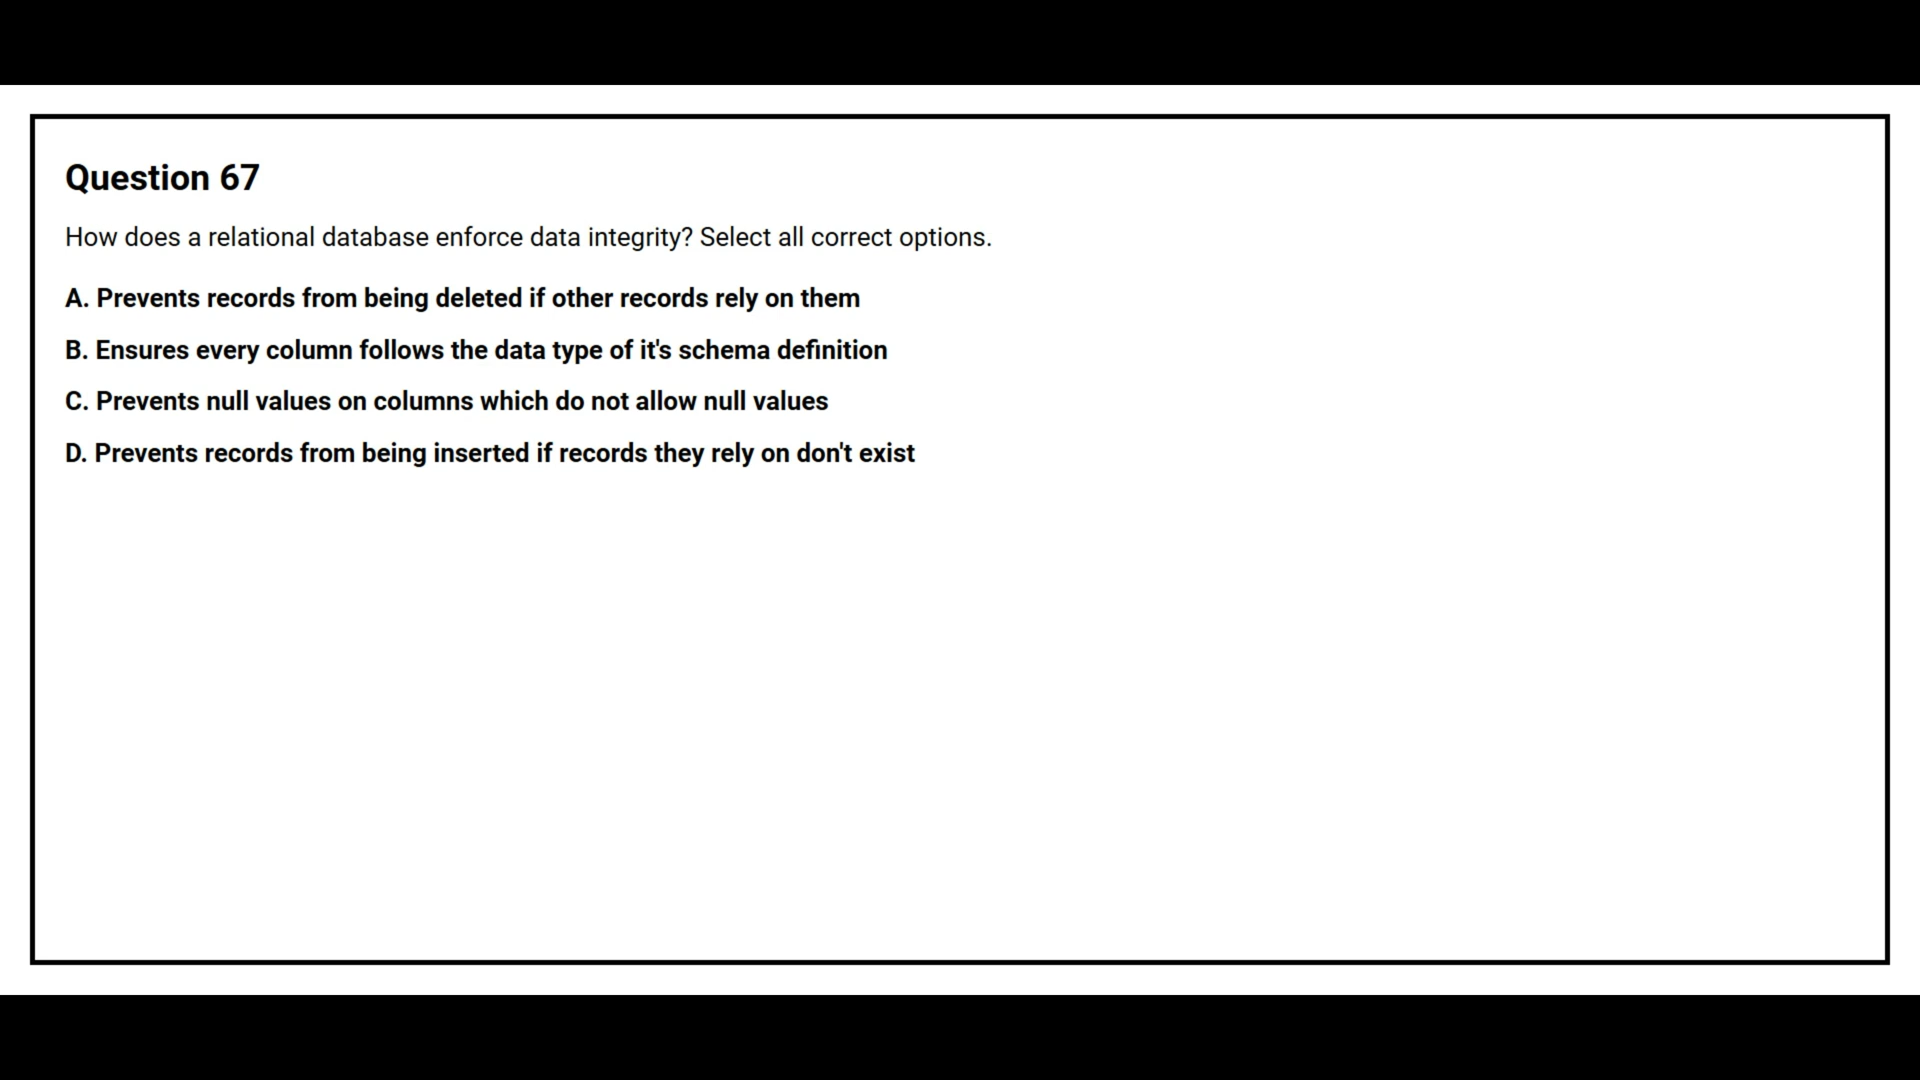 Question 67
How does a relational database enforce data integrity? Select all correct options.
A. Prevents records from being deleted if other records rely on them
B. Ensures every column follows the data type of it's schema definition
C. Prevents null values on columns which do not allow null values
D. Prevents records from being inserted if records they rely on don't exist